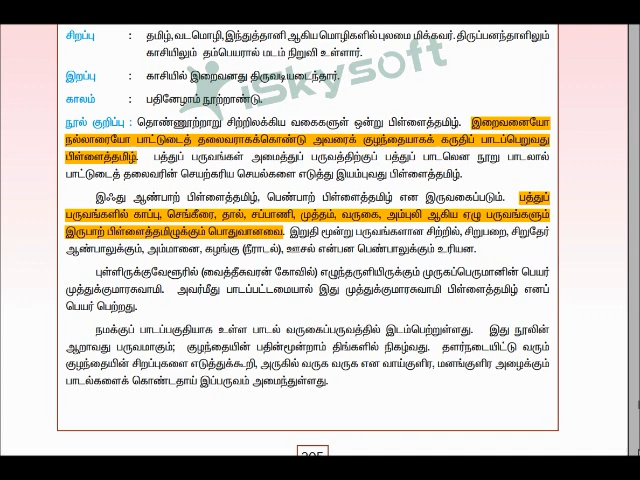 சிறப்பு : தமிழ், வடமொழி, இந்துத்தானி ஆகிய மொழிகளில் புலமை மிக்கவர். திருப்பனந்தாளிலும்
காசியிலும் தம்பெயரால் மடம் நிறுவி உள்ளார்.
இறப்பு : காசியில் இறைவனது திருவடியடைந்தார்.
காலம் : பதினேழாம் நூற்றாண்டு.
iSkysoft
நூல் குறிப்பு : தொண்ணூற்றாறு சிற்றிலக்கிய வகைகளுள் ஒன்று பிள்ளைத்தமிழ். இறைவனையோ
நல்லாரையோ பாட்டுடைத் தலைவராகக்கொண்டு அவரைக் குழந்தையாகக் கருதிப் பாடப்பெறுவது
பிள்ளைத்தமிழ். பத்துப் பருவங்கள் அமைத்துப் பருவத்திற்குப் பத்துப் பாடலென நூறு பாடலால்
பாட்டுடைத் தலைவரின் செயற்கரிய செயல்களை எடுத்து இயம்புவது பிள்ளைத்தமிழ்.
இஃது ஆண்பாற் பிள்ளைத்தமிழ், பெண்பாற் பிள்ளைத்தமிழ் என இருவகைப்படும். பத்துப்
பருவங்களில் காப்பு, செங்கீரை, தால், சப்பாணி, முத்தம், வருகை, அம்புலி ஆகிய ஏழு பருவங்களும்
இருபாற் பிள்ளைத்தமிழுக்கும் பொதுவானவை. இறுதி மூன்று பருவங்களான சிற்றில், சிறுபறை, சிறுதேர்
ஆண்பாலுக்கும், அம்மானை, கழங்கு (நீராடல்), ஊசல் என்பன பெண்பாலுக்கும் உரியன.
புள்ளிருக்குவேளூரில் (வைத்தீசுவரன் கோவில்) எழுந்தருளியிருக்கும் முருகப்பெருமானின் பெயர்
முத்துக்குமாரசுவாமி. அவர்மீது பாடப்பட்டமையால் இது முத்துக்குமாரசுவாமி பிள்ளைத்தமிழ் எனப்
பெயர் பெற்றது.
நமக்குப் பாடப்பகுதியாக உள்ள பாடல் வருகைப்பருவத்தில் இடம்பெற்றுள்ளது. இது நூலின்
ஆறாவது பருவமாகும்; குழந்தையின் பதின்மூன்றாம் திங்களில் நிகழ்வது. தளர்நடையிட்டு வரும்
குழந்தையின் சிறப்புகளை எடுத்துக்கூறி, அருகில் வருக வருக என வாய்குளிர, மனங்குளிர அழைக்கும்
பாடல்களைக் கொண்டதாய் இப்பருவம் அமைந்துள்ளது.